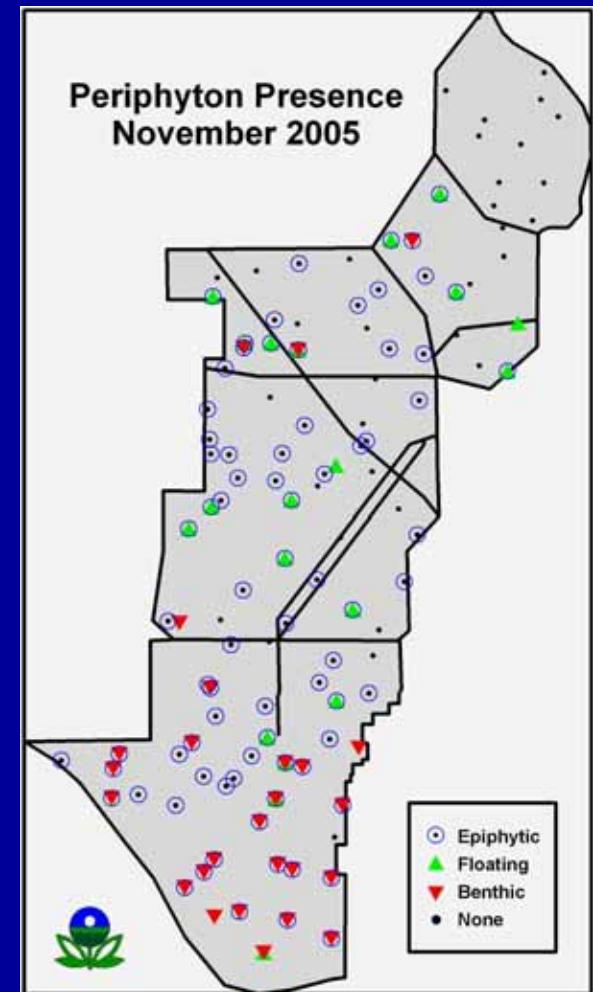 Periphyton Presence
November 2005
Epiphytic
Floating
Benthic
None